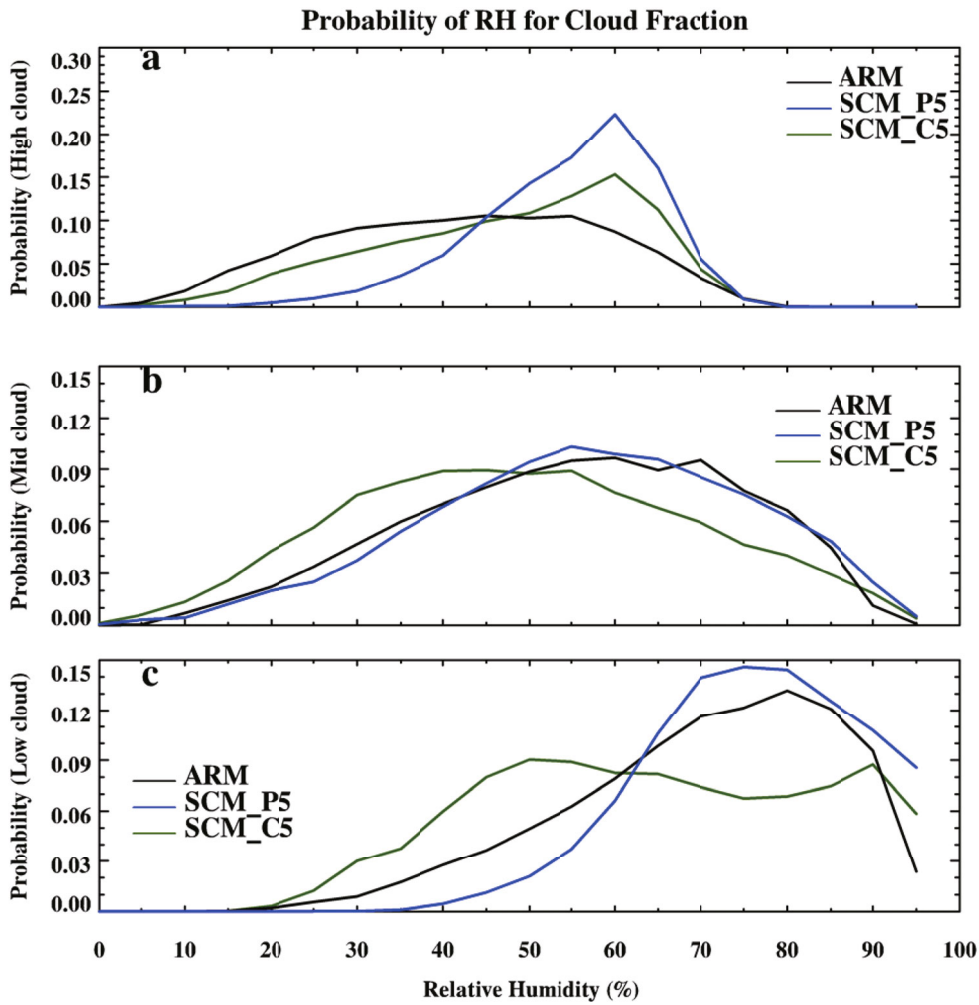 Probability of RH for Cloud Fraction
a
Probability (High cloud)
0.30
0.25
0.20
0.15
0.10
0.05
0.00
ARM
SCM_P5
SCM_C5
b
Probability (Mid cloud)
0.15
0.12
0.09
0.06
0.03
0.00
ARM
SCM_P5
SCM_C5
c
Probability (Low cloud)
0.15
0.12
0.09
0.06
0.03
0.00
ARM
SCM_P5
SCM_C5
0 10 20 30 40 50 60 70 80 90 100
Relative Humidity (%)